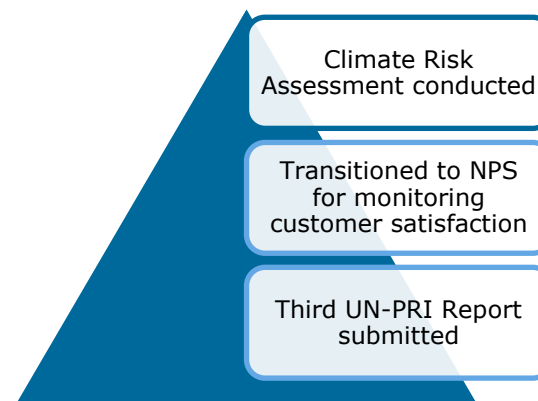 Climate Risk
Assessment conducted
Transitioned to NPS
for monitoring
customer satisfaction
Third UN-PRI Report
submitted